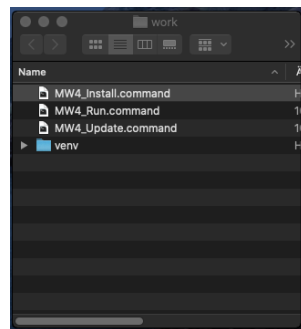 work
Name
MW4_Install.command
MW4_Run.command
MW4_Update.command
venv